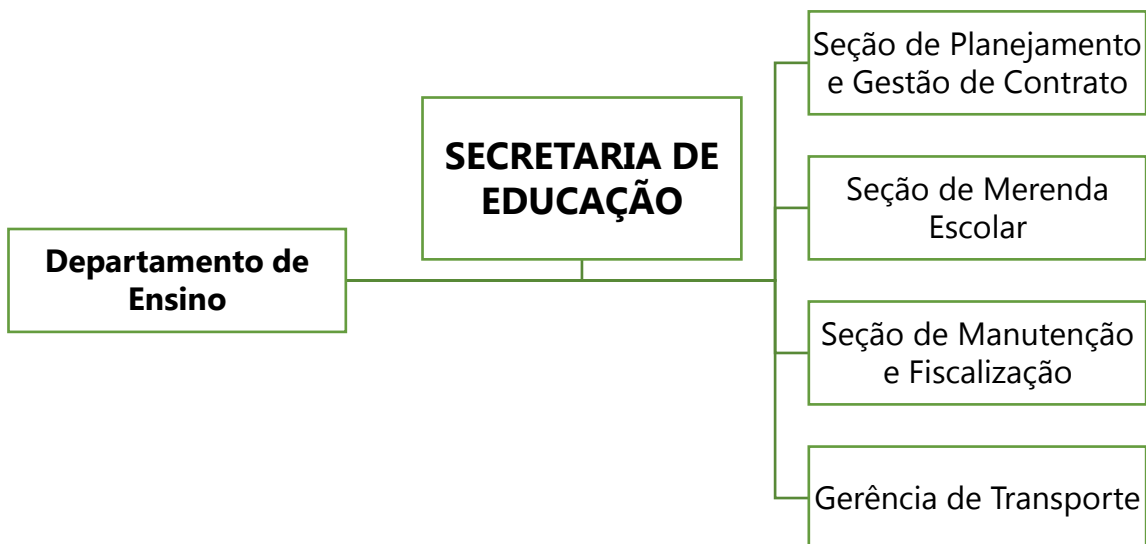 SECRETARIA DE
EDUCAÇÃO
Departamento de
Ensino
Seção de Planejamento
e Gestão de Contrato
Seção de Merenda
Escolar
Seção de Manutenção
e Fiscalização
Gerência de Transporte